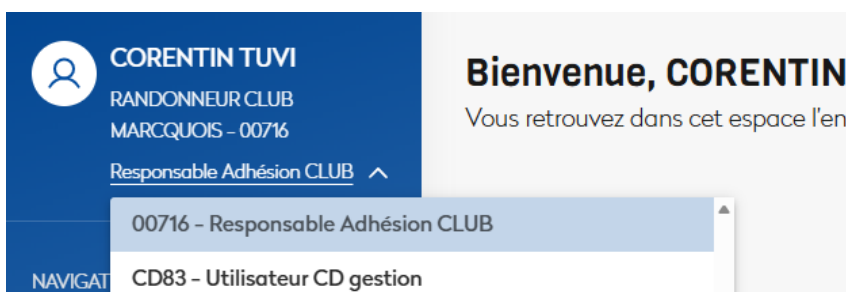 CORENTIN TUVI
RANDONNEUR CLUB
MARCQUOIS – 00716
Responsable Adhésion CLUB
Bienvenue, CORENTIN
Vous retrouvez dans cet espace l'en
00716 - Responsable Adhésion CLUB
CD83 - Utilisateur CD gestion
NAVIGAT